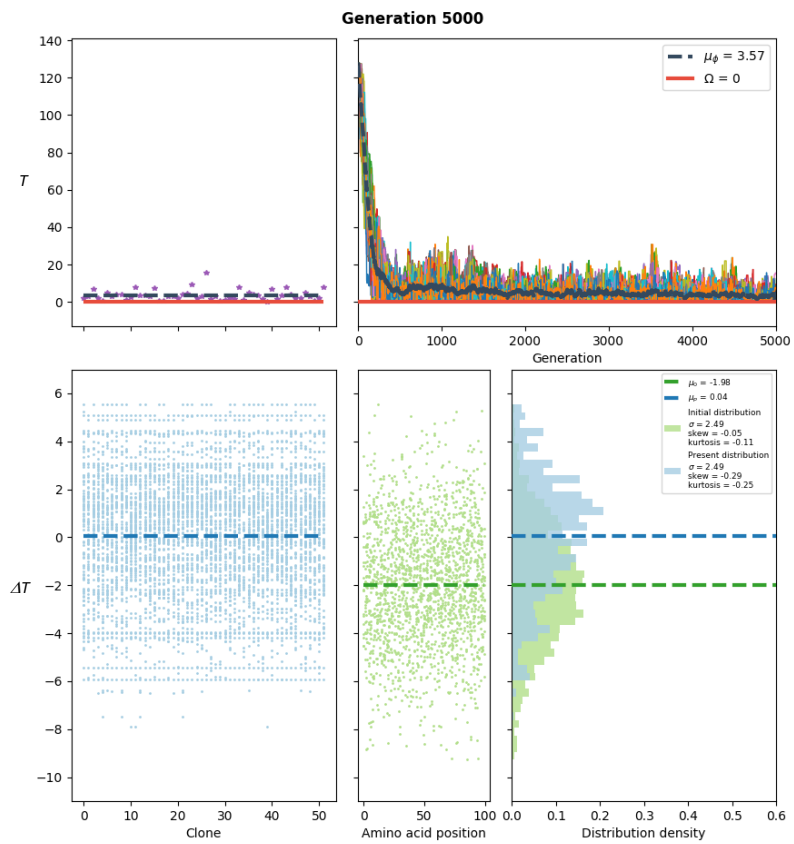 Generation 5000
140
120
100
80
60
40
20
0
T
μϕ = 3.57
Ω = 0
0 1000 2000 3000 4000 5000
Generation
6
4
2
0
−2
−4
−6
−8
−10
ΔT
μ0 = -1.98
μp = 0.04
Initial distribution
σ = 2.49
skew = -0.05
kurtosis = -0.11
Present distribution
σ = 2.49
skew = -0.29
kurtosis = -0.25
0 10 20 30 40 50
Clone
0 50 100
Amino acid position
0.0 0.1 0.2 0.3 0.4 0.5 0.6
Distribution density